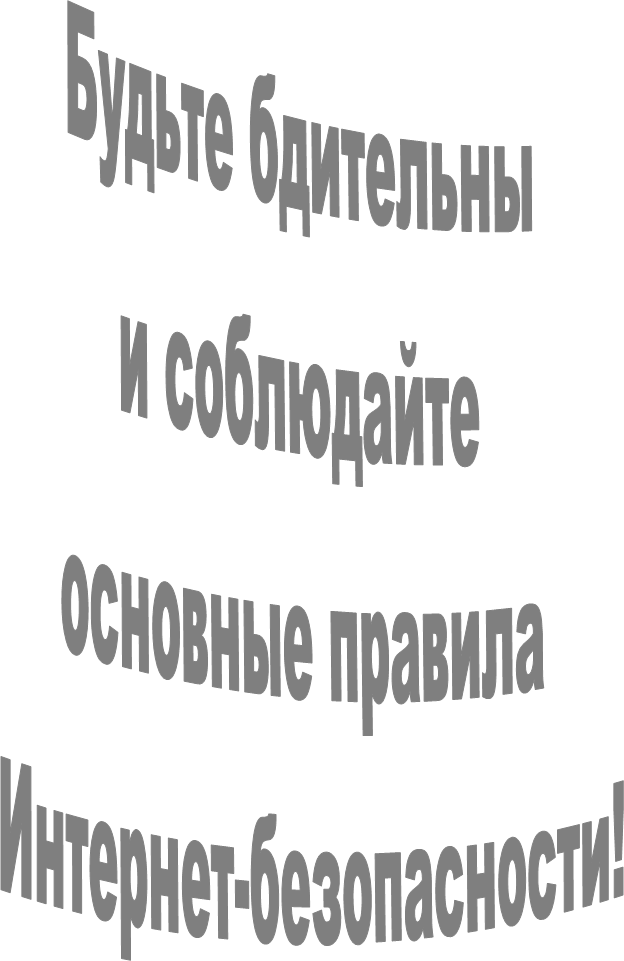 Будьте бдительны
и соблюдайте
основные правила
Интернет-безопасности!